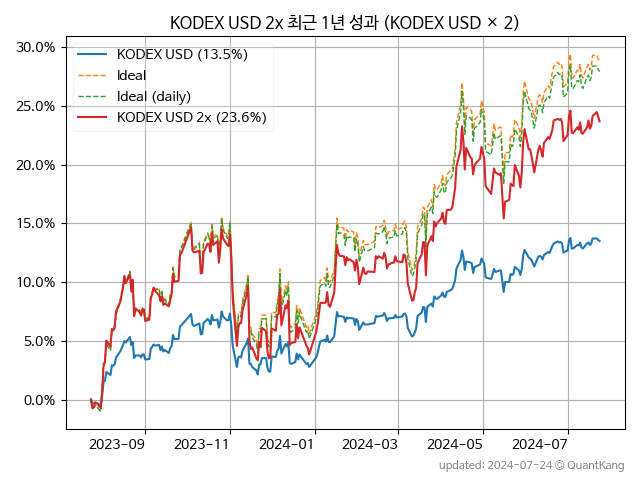 KODEX USD 2x 최근 1년 성과 (KODEX USD × 2)
30.0%
25.0%
20.0%
15.0%
10.0%
5.0%
0.0%
KODEX USD (13.5%)
Ideal
Ideal (daily)
KODEX USD 2x (23.6%)
2023-09
2023-11
2024-01
2024-03
2024-05
2024-07
updated: 2024-07-24 © QuantKang